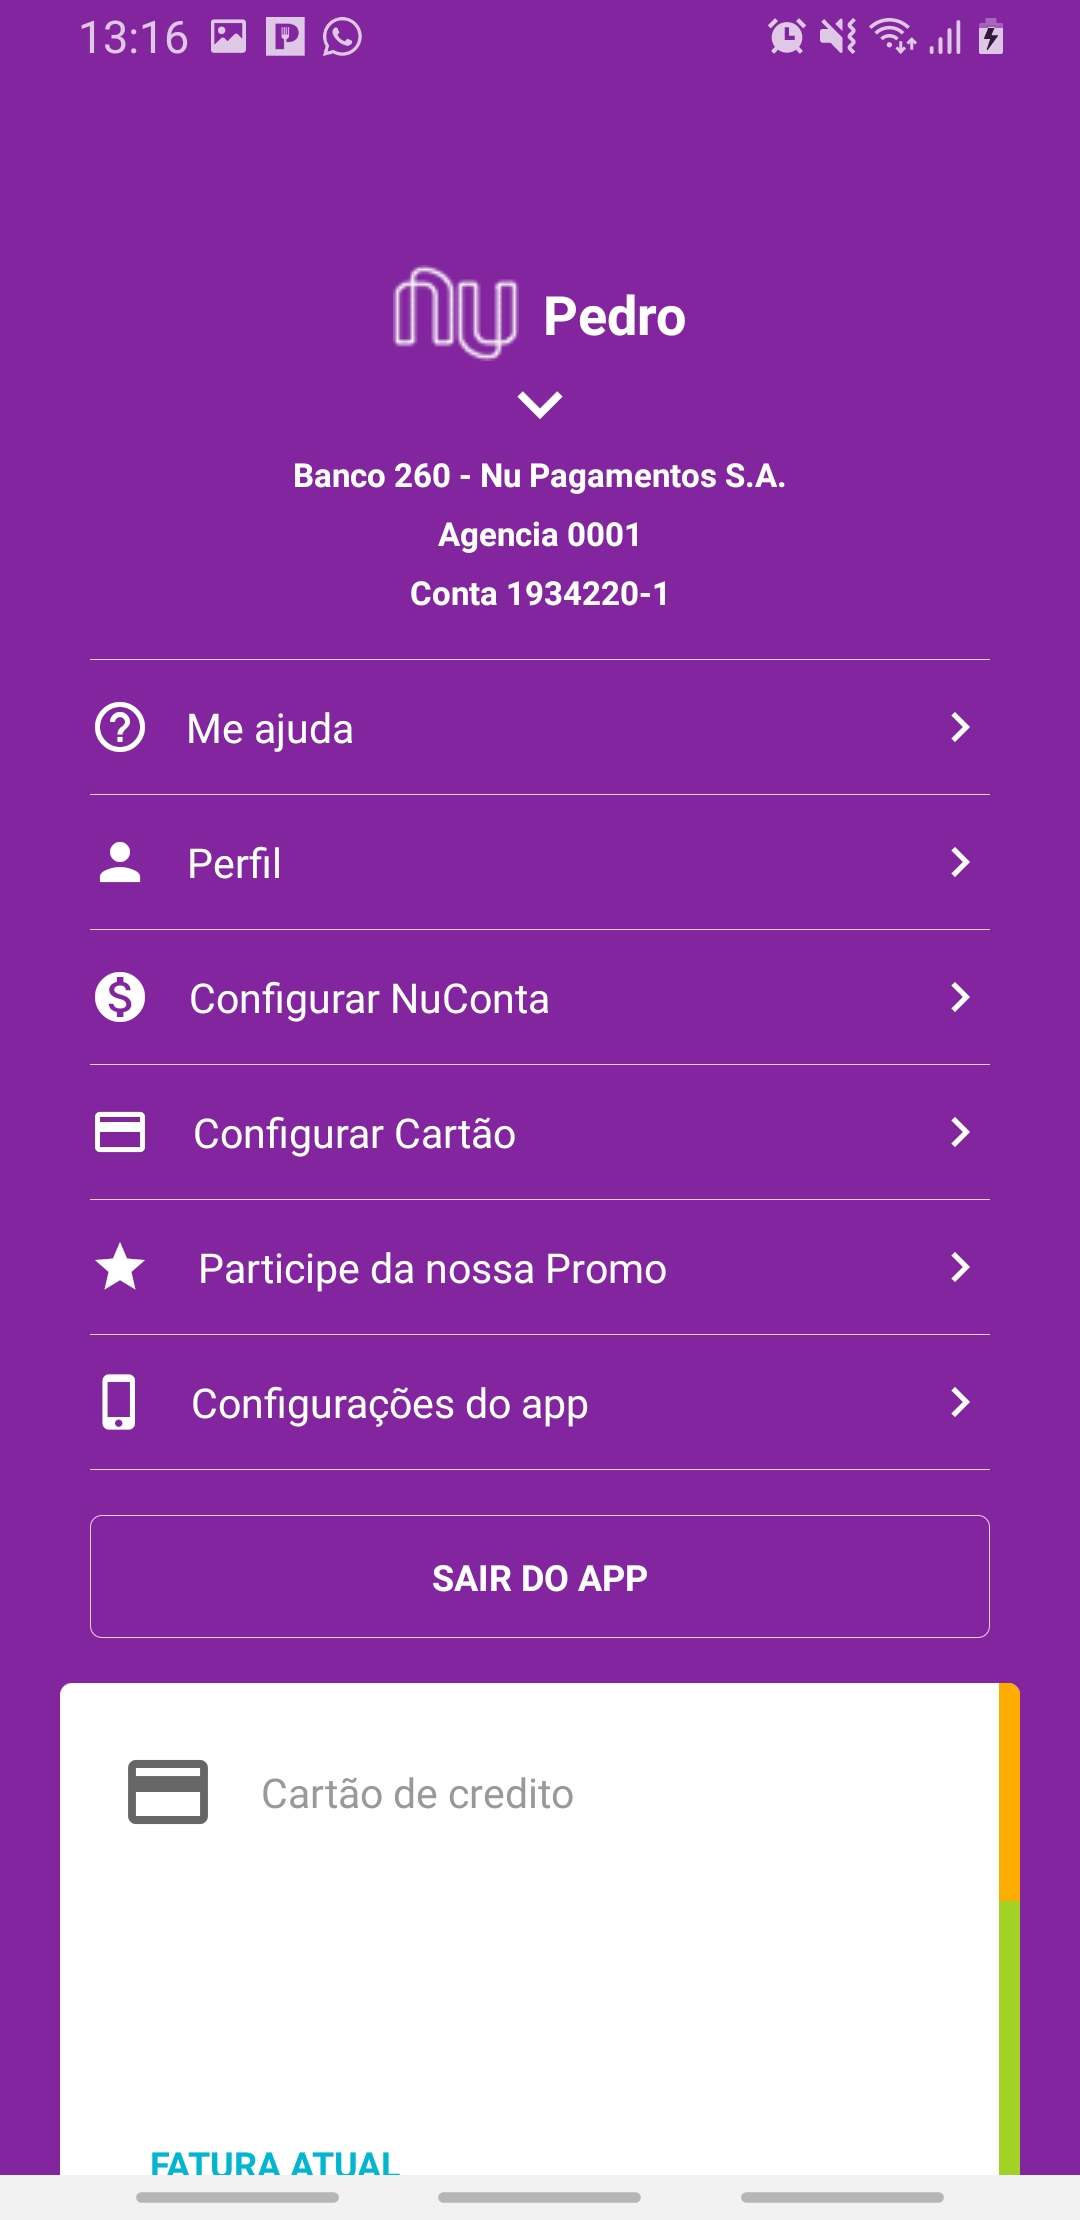 13:16
nu Pedro
Banco 260 - Nu Pagamentos S.A.
Agencia 0001
Conta 1934220-1
Me ajuda
Perfil
Configurar NuConta
Configurar Cartão
Participe da nossa Promo
Configurações do app
SAIR DO APP
Cartão de credito
FATURA ATUAL